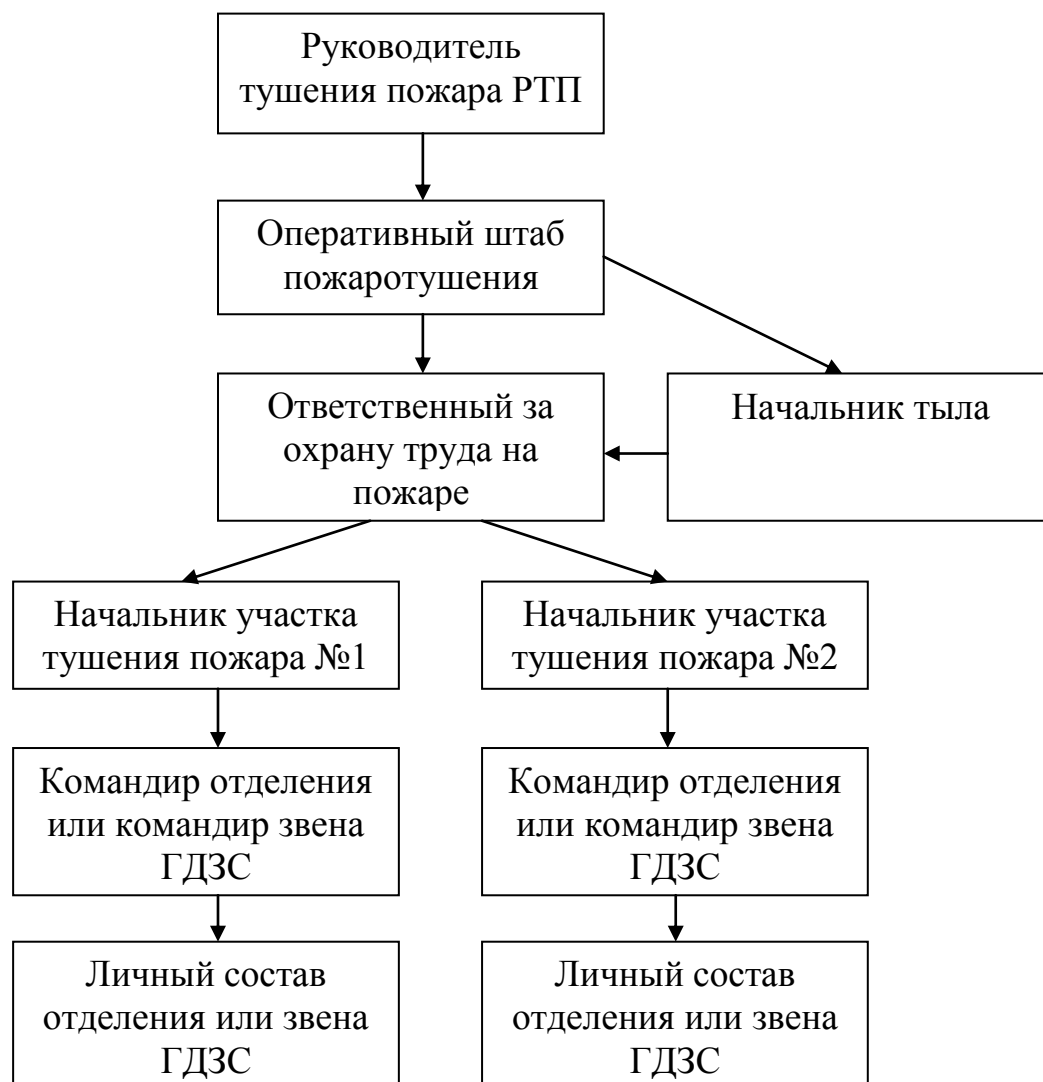 Руководитель
тушения пожара РТП
Оперативный штаб
пожаротушения
Ответственный за
охрану труда на
пожаре
Начальник тыла
Начальник участка
тушения пожара №1
Начальник участка
тушения пожара №2
Командир отделения
или командир звена
ГДЗС
Командир отделения
или командир звена
ГДЗС
Личный состав
отделения или звена
ГДЗС
Личный состав
отделения или звена
ГДЗС